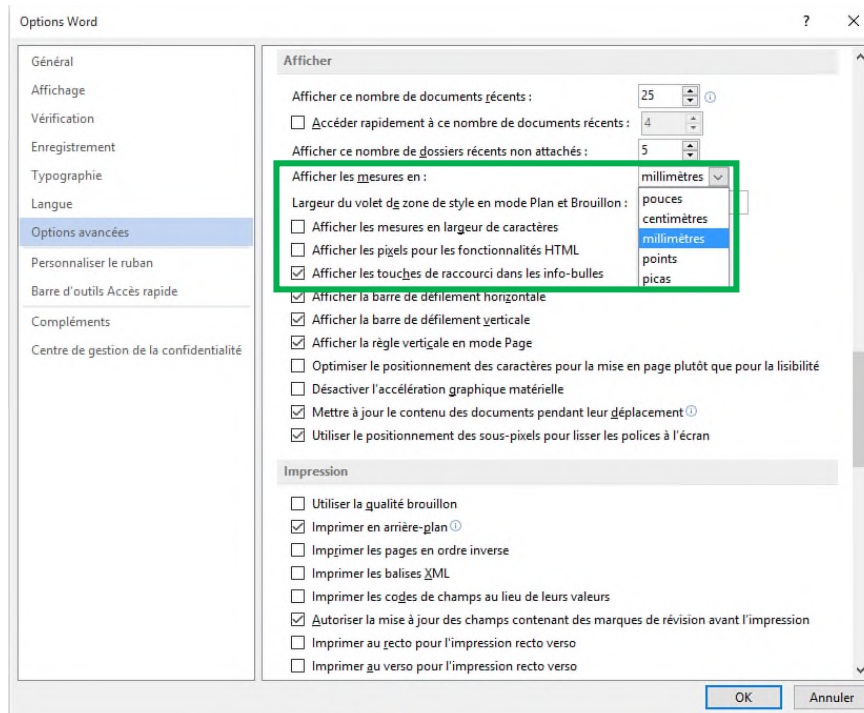 Options Word
Général
Affichage
Vérification
Enregistrement
Typographie
Langue
Options avancées
Personnaliser le ruban
Barre d'outils Accès rapide
Compléments
Centre de gestion de la confidentialité
Afficher
Afficher ce nombre de documents récents : 25
Accéder rapidement à ce nombre de documents récents : 4
Afficher ce nombre de dossiers récents non attachés : 5
Afficher les mesures en : millimètres
pouces
centimètres
millimètres
points
picas
Largeur du volet de zone de style en mode Plan et Brouillon :
Afficher les mesures en largeur de caractères
Afficher les pixels pour les fonctionnalités HTML
Afficher les touches de raccourci dans les info-bulles
Afficher la barre de défilement horizontale
Afficher la barre de défilement verticale
Afficher la règle verticale en mode Page
Optimiser le positionnement des caractères pour la mise en page plutôt que pour la lisibilité
Désactiver l'accélération graphique matérielle
Mettre à jour le contenu des documents pendant leur déplacement
Utiliser le positionnement des sous-pixels pour lisser les polices à l'écran
Impression
Utiliser la qualité brouillon
Imprimer en arrière-plan
Imprimer les pages en ordre inverse
Imprimer les balises XML
Imprimer les codes de champs au lieu de leurs valeurs
Autoriser la mise à jour des champs contenant des marques de révision avant l'impression
Imprimer au recto pour l'impression recto verso
Imprimer au verso pour l'impression recto verso
OK
Annuler